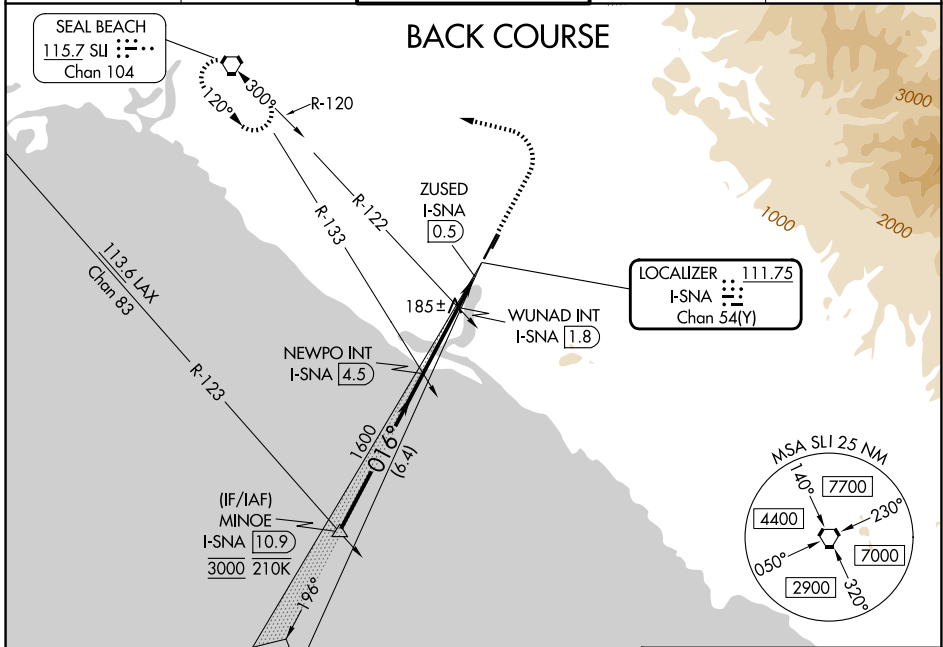 BACK COURSE
SEAL BEACH
115.7 SLI
Chan 104
120°
300°
R-120
R-122
R-133
3000
2000
1000
ZUSED
I-SNA
0.5
LOCALIZER 111.75
I-SNA
Chan 54(Y)
113.6 LAX
Chan 83
R-123
185±
WUNAD INT
I-SNA 1.8
NEWPO INT
I-SNA 4.5
1600
016°
(6.4)
(IF/IAF)
MINOE
I-SNA 10.9
3000 210K
196°
MSA SLI 25 NM
140°
7700
230°
4400
7000
050°
2900
320°